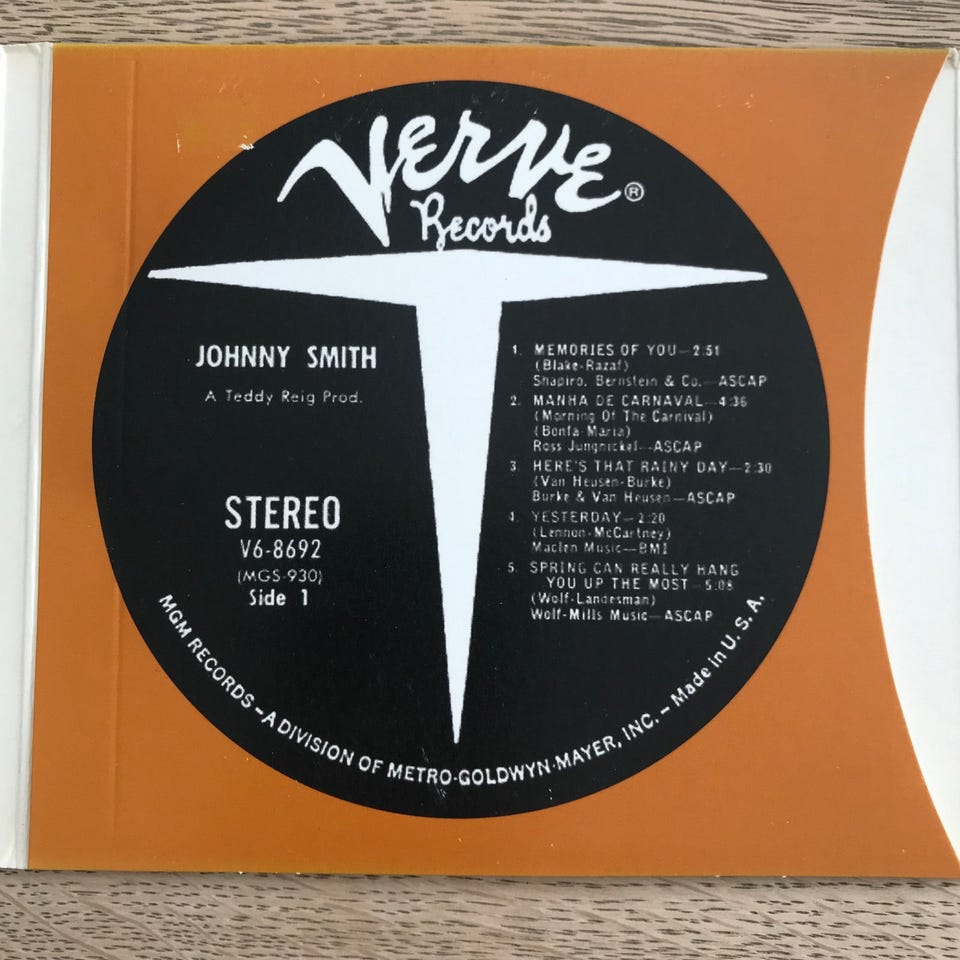 VERVE ®
Records
JOHNNY SMITH
A Teddy Reig Prod.
STEREO
V6-8692
(MGS-930)
Side 1
1. MEMORIES OF YOU—2:51
(Blake-Razaf)
Shapiro, Bernstein & Co.—ASCAP
2. MANHA DE CARNAVAL—4:36
(Morning Of The Carnival)
(Bonfa-Maria)
Ross Jungnickel—ASCAP
3. HERE'S THAT RAINY DAY—2:30
(Van Heusen-Burke)
Burke & Van Heusen—ASCAP
4. YESTERDAY—2:20
(Lennon-McCartney)
Maclen Music—BMI
5. SPRING CAN REALLY HANG
YOU UP THE MOST—5:08
(Wolf-Landesman)
Wolf-Mills Music—ASCAP
MGM RECORDS – A DIVISION OF METRO-GOLDWYN-MAYER, INC. – Made in U. S. A.